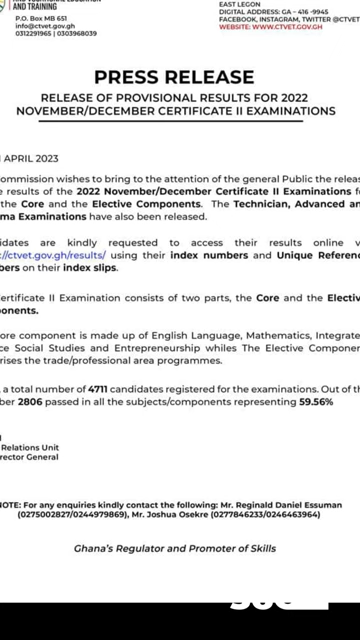 AND TRAINING
P.O. Box MB 651
info@ctvet.gov.gh
0312291965 | 0303968039
EAST LEGON
DIGITAL ADDRESS: GA – 416 -9945
FACEBOOK, INSTAGRAM, TWITTER @CTVET
WEBSITE: WWW.CTVET.GOV.GH
PRESS RELEASE
RELEASE OF PROVISIONAL RESULTS FOR 2022
NOVEMBER/DECEMBER CERTIFICATE II EXAMINATIONS
APRIL 2023
ommission wishes to bring to the attention of the general Public the releas
e results of the 2022 November/December Certificate II Examinations f
the Core and the Elective Components. The Technician, Advanced an
ma Examinations have also been released.
idates are kindly requested to access their results online v
://ctvet.gov.gh/results/ using their index numbers and Unique Referenc
bers on their index slips.
ertificate II Examination consists of two parts, the Core and the Electiv
onents.
ore component is made up of English Language, Mathematics, Integrate
ce Social Studies and Entrepreneurship whiles The Elective Componen
rises the trade/professional area programmes.
, a total number of 4711 candidates registered for the examinations. Out of th
ber 2806 passed in all the subjects/components representing 59.56%
Relations Unit
rector General
NOTE: For any enquiries kindly contact the following: Mr. Reginald Daniel Essuman
(0275002827/0244979869), Mr. Joshua Osekre (0277846233/0246463964)
Ghana's Regulator and Promoter of Skills